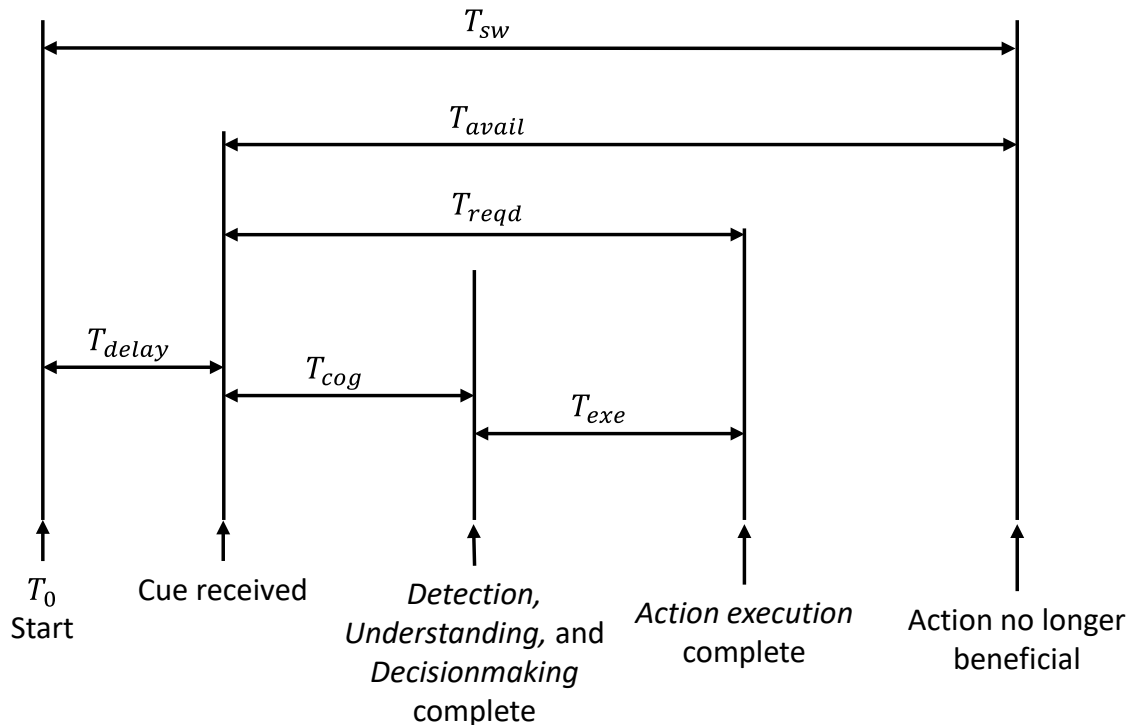 T_sw
T_avail
T_reqd
T_delay
T_cog
T_exe
T_0
Start
Cue received
Detection,
Understanding, and
Decisionmaking
complete
Action execution
complete
Action no longer
beneficial